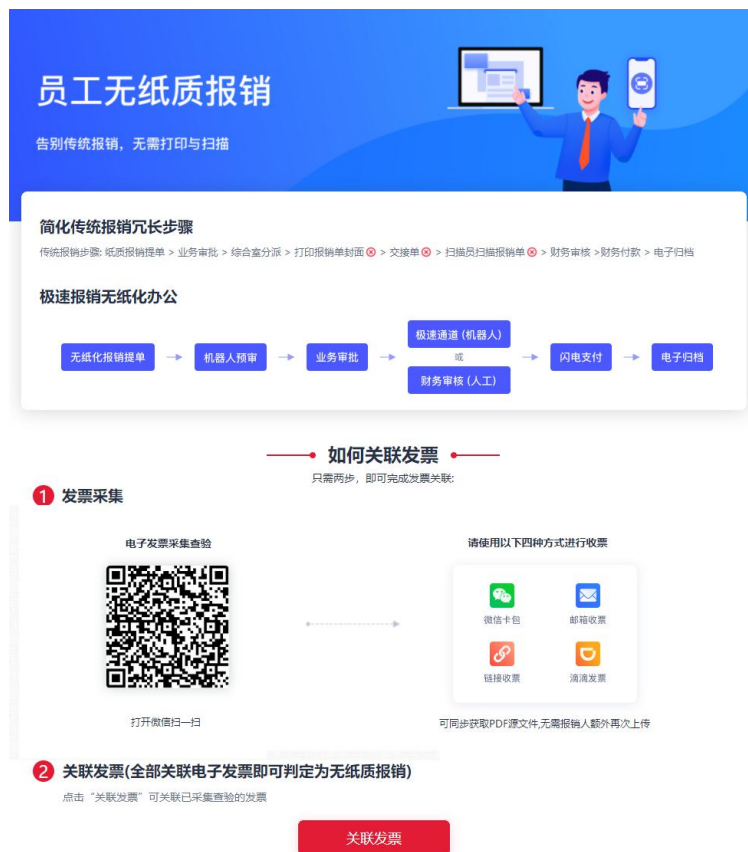 员工无纸质报销
告别传统报销，无需打印与扫描
简化传统报销冗长步骤
传统报销步骤: 纸质报销提单 > 业务审批 > 综合室分派 > 打印报销单封面 > 交接单 > 扫描员扫描报销单 > 财务审核 >财务付款 > 电子归档
极速报销无纸化办公
无纸化报销提单
机器人预审
业务审批
极速通道 (机器人)
或
财务审核 (人工)
闪电支付
电子归档
如何关联发票
只需两步，即可完成发票关联:
1 发票采集
电子发票采集查验
请使用以下四种方式进行收票
微信卡包
邮箱收票
链接收票
滴滴发票
打开微信扫一扫
可同步获取PDF源文件,无需报销人额外再次上传
2 关联发票(全部关联电子发票即可判定为无纸质报销)
点击“关联发票”可关联已采集查验的发票
关联发票